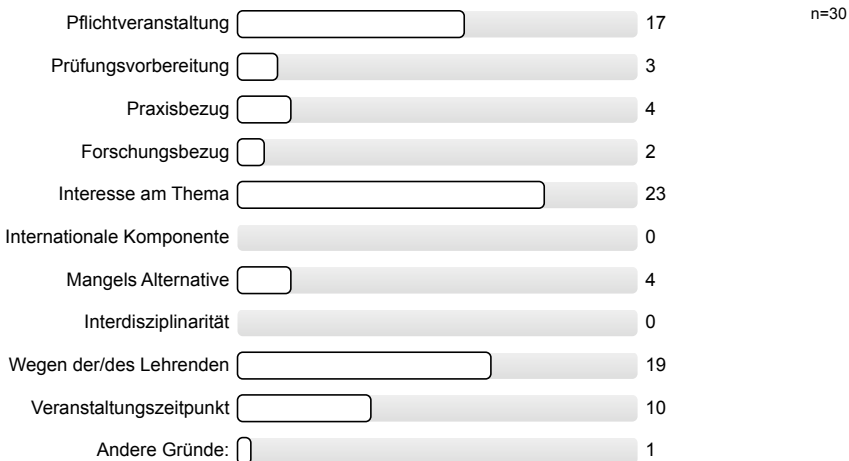 n=30
Pflichtveranstaltung 17
Prüfungsvorbereitung 3
Praxisbezug 4
Forschungsbezug 2
Interesse am Thema 23
Internationale Komponente 0
Mangels Alternative 4
Interdisziplinarität 0
Wegen der/des Lehrenden 19
Veranstaltungszeitpunkt 10
Andere Gründe: 1